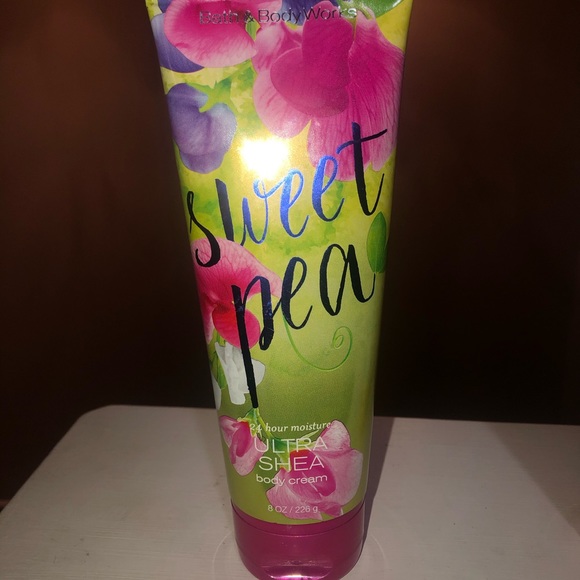 Bath & Body Works
sweet
pea
24 hour moisture
ULTRA
SHEA
body cream
8 OZ / 226 g